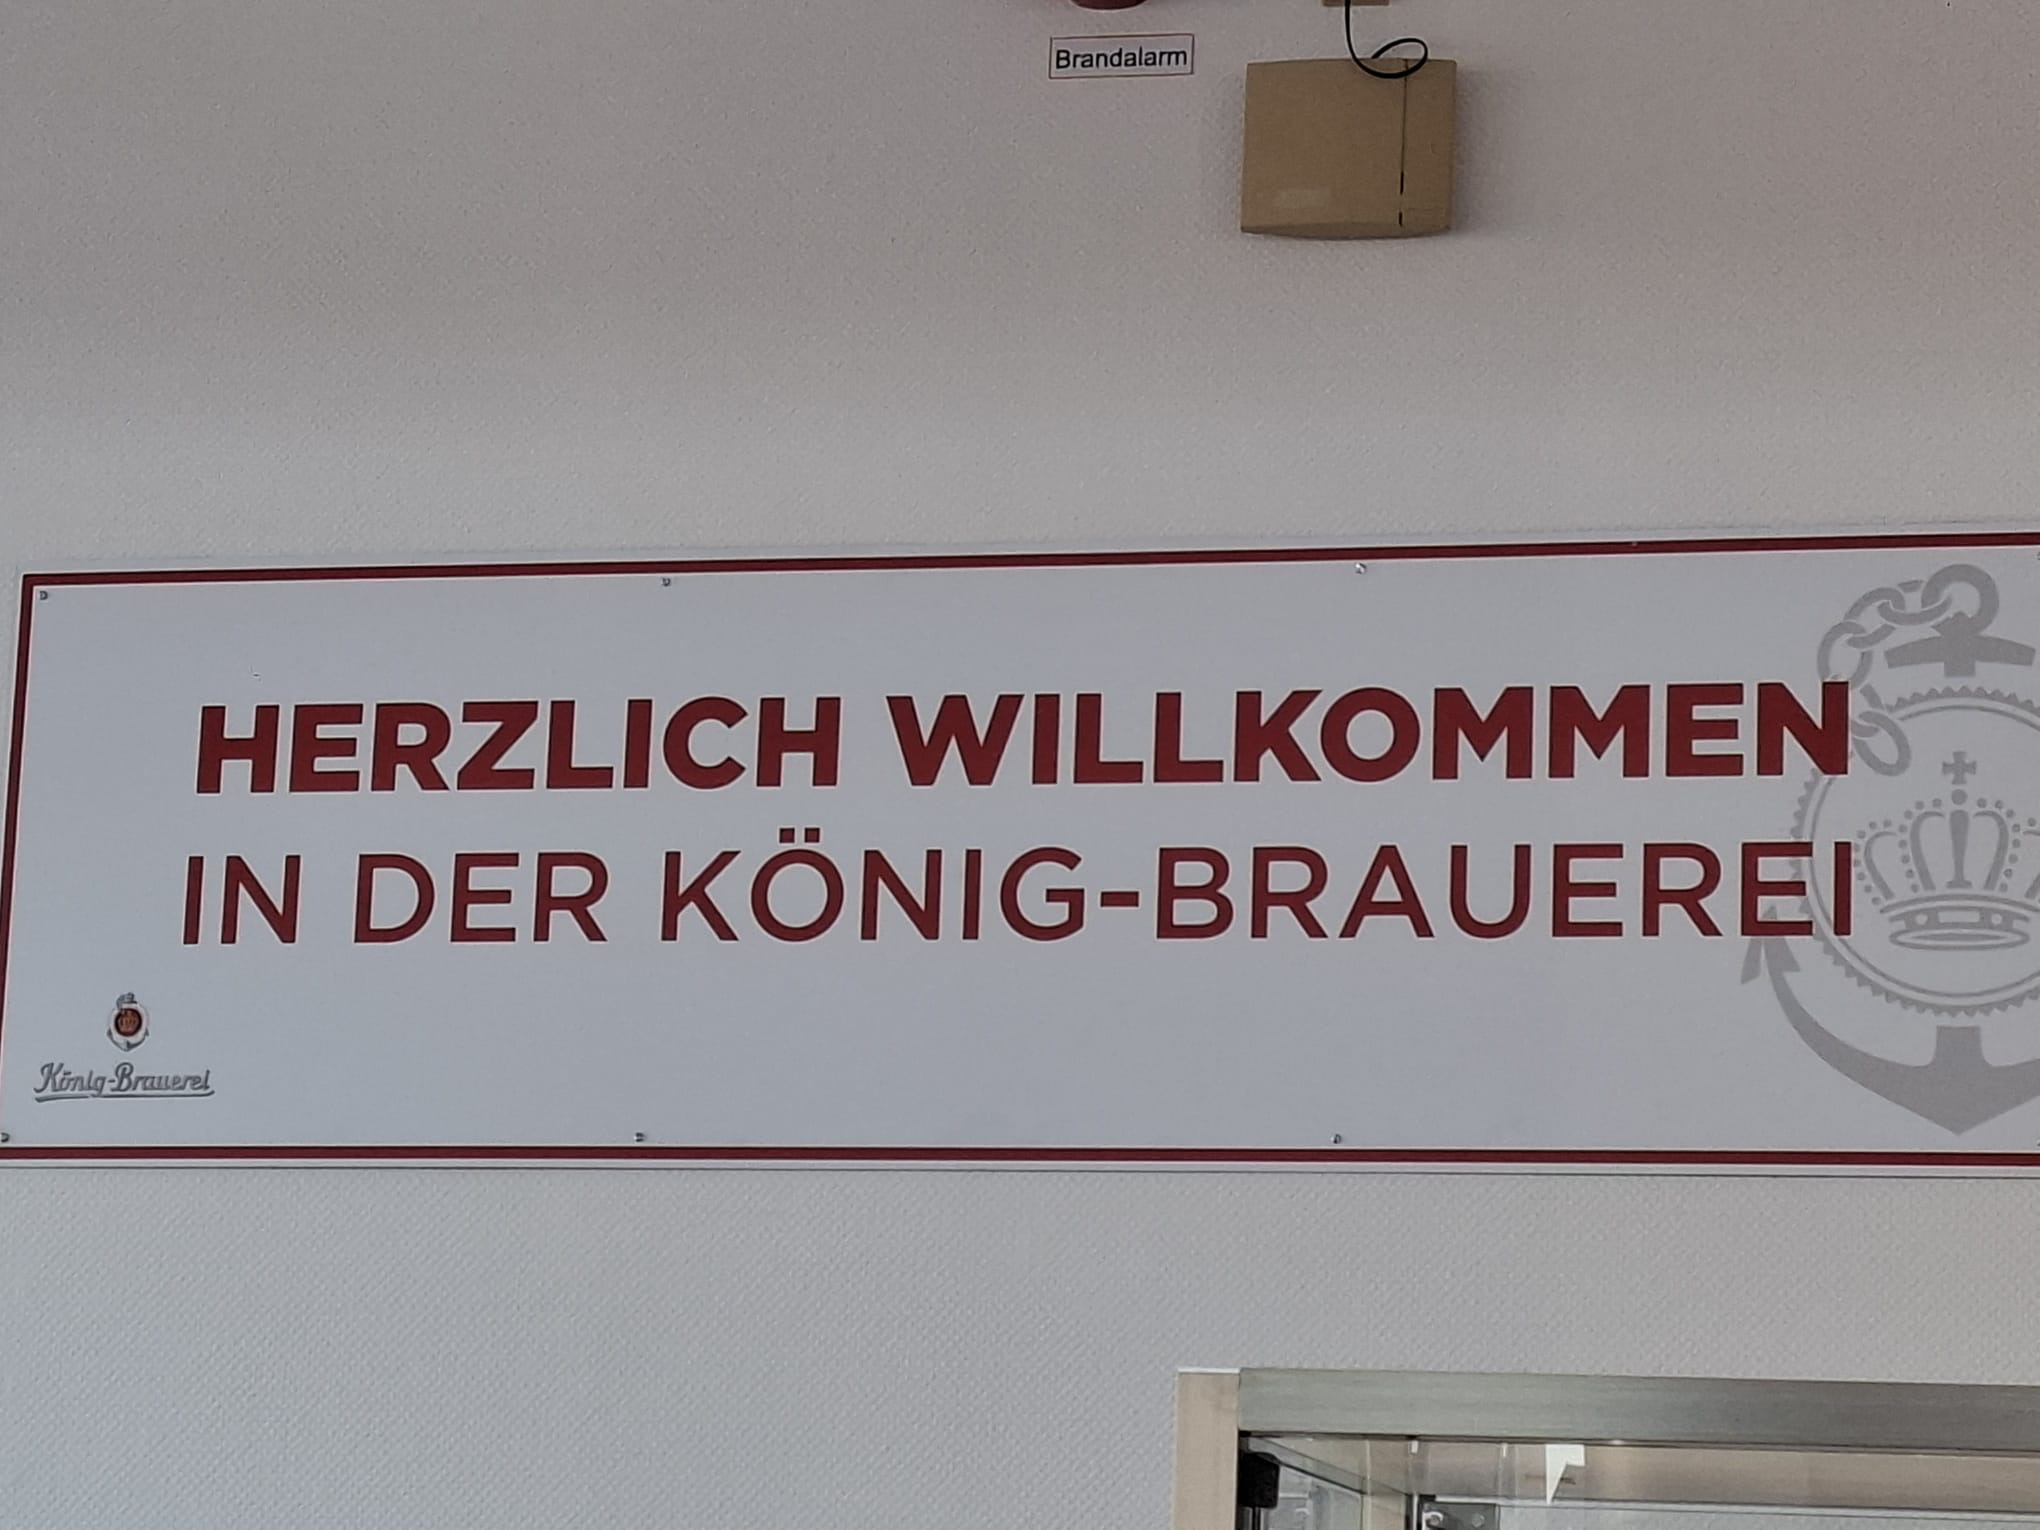 Brandalarm
HERZLICH WILLKOMMEN
IN DER KÖNIG-BRAUEREI
König-Brauerei